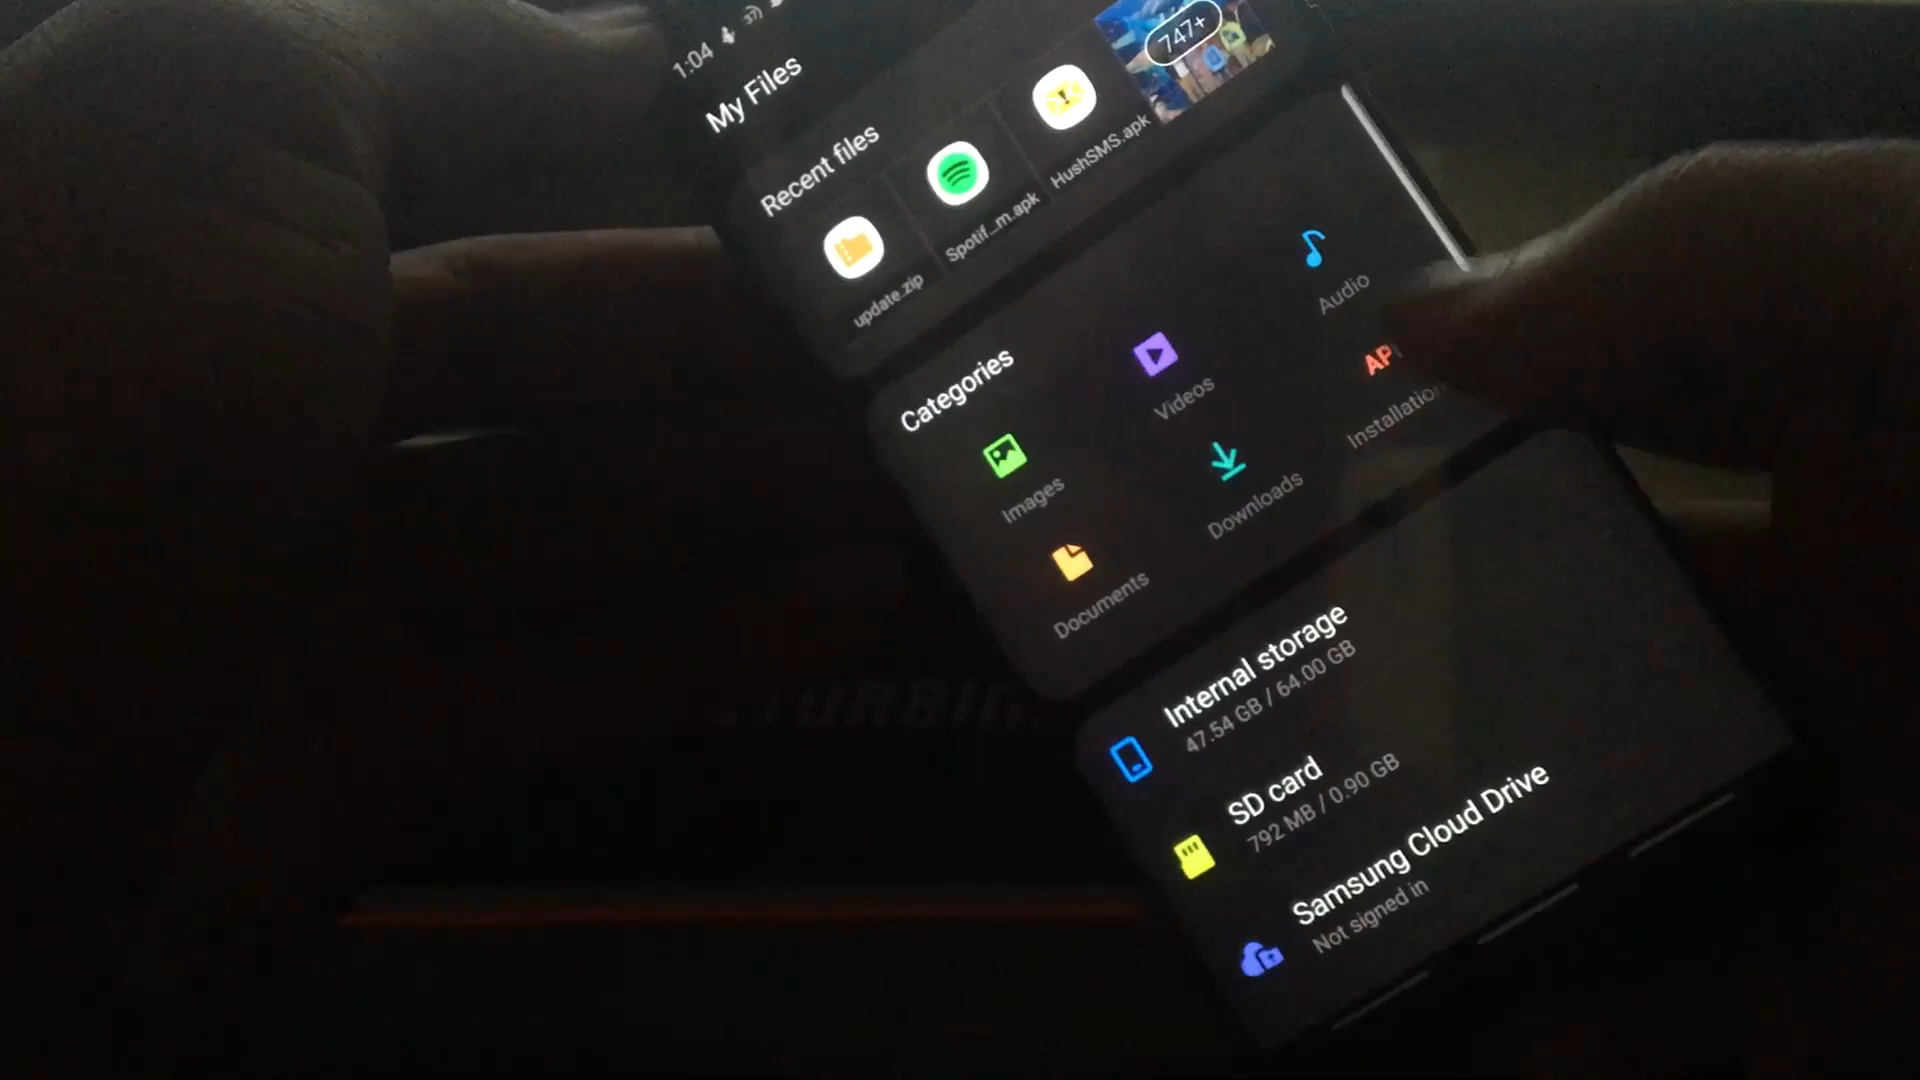 1:04
My Files
Recent files
747+
update.zip
Spotif...m.apk
HushSMS.apk
Categories
Images
Videos
Audio
Documents
Downloads
Internal storage
47.54 GB / 64.00 GB
SD card
792 MB / 0.90 GB
Samsung Cloud Drive
Not signed in